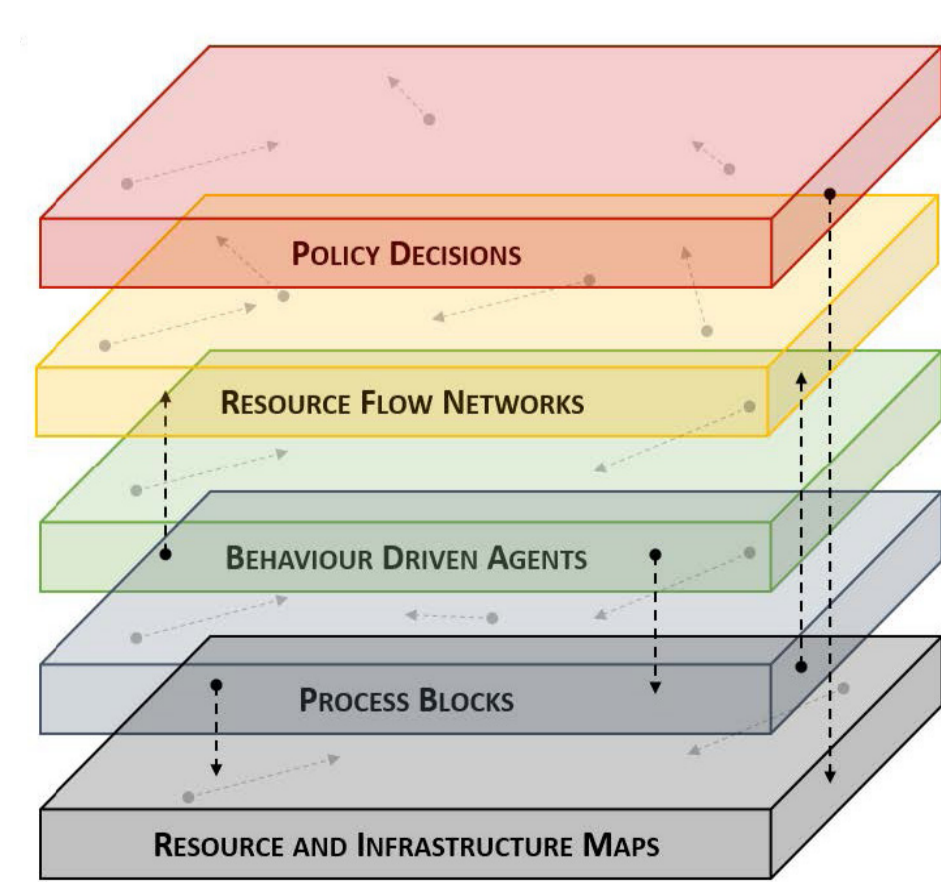 Policy Decisions
Resource Flow Networks
Behaviour Driven Agents
Process Blocks
Resource and Infrastructure Maps